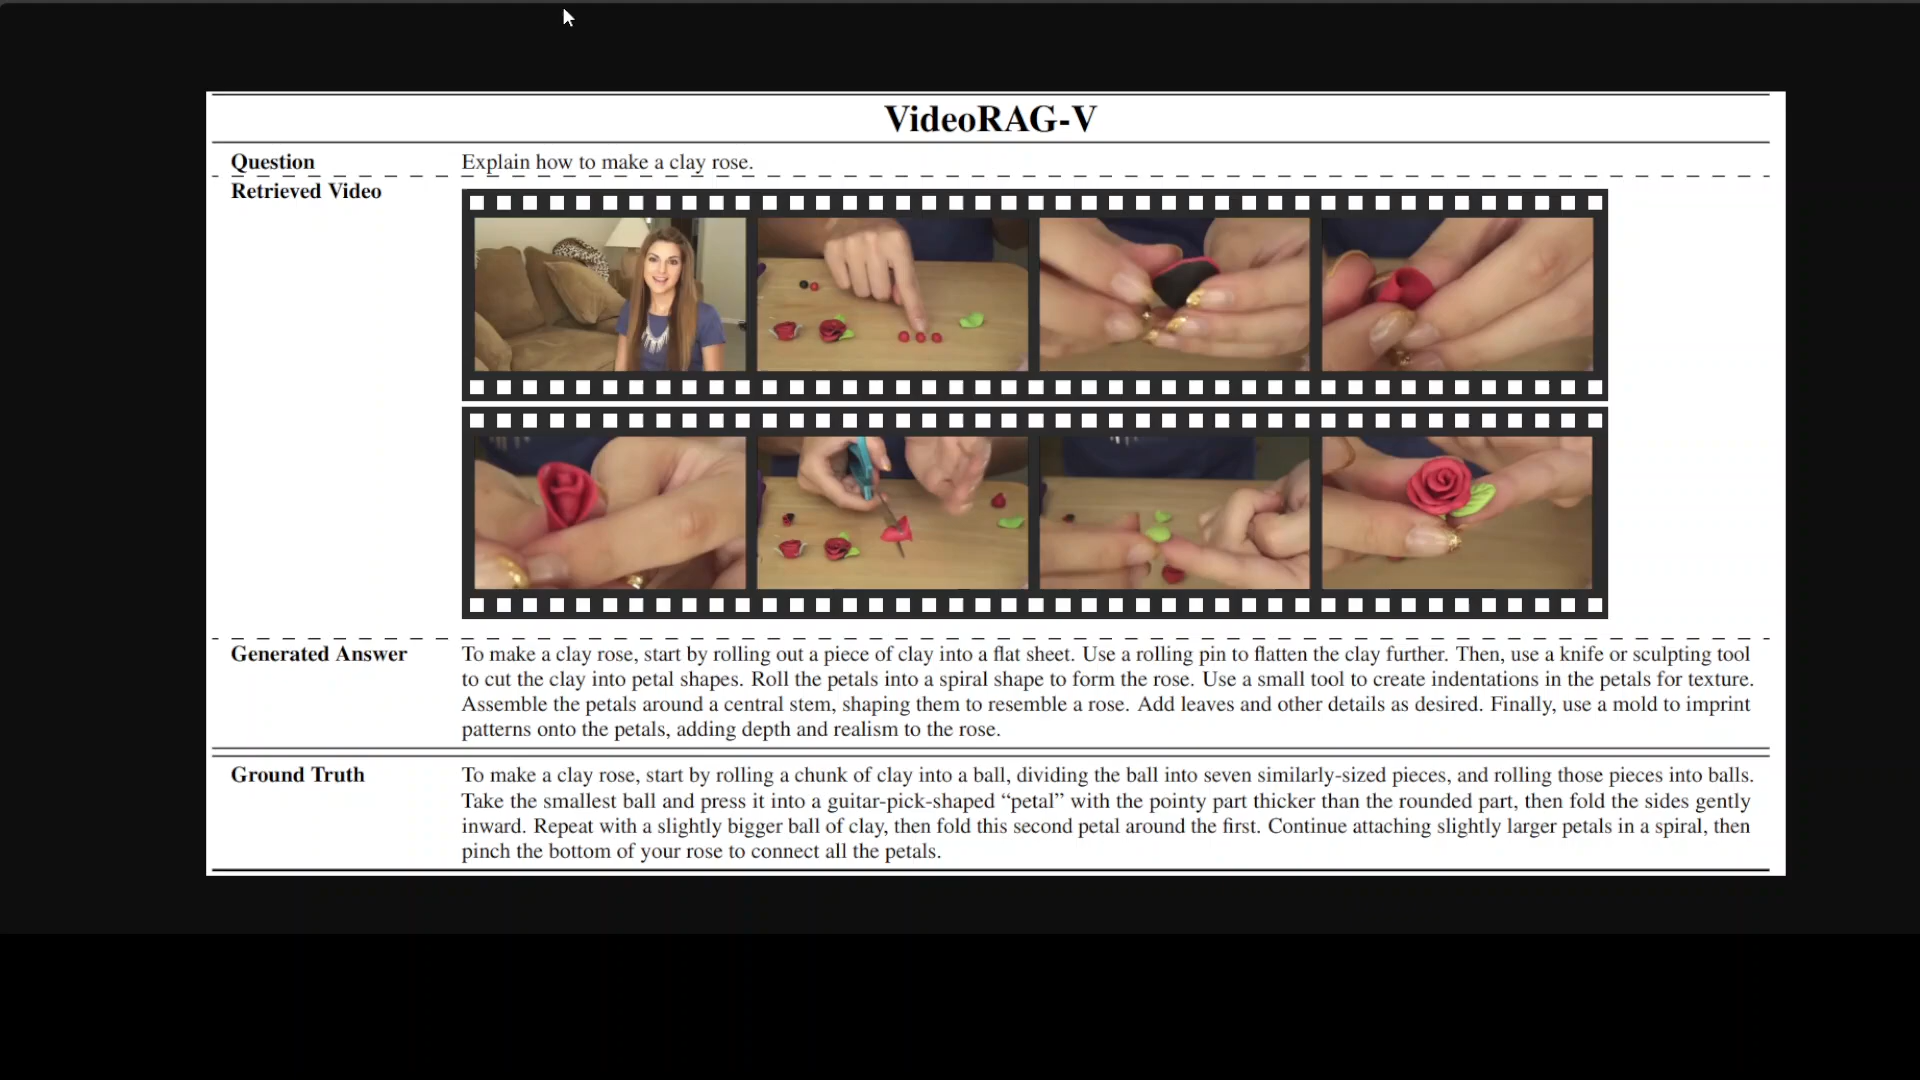 VideoRAG-V
Question
Explain how to make a clay rose.
Retrieved Video
Generated Answer
To make a clay rose, start by rolling out a piece of clay into a flat sheet. Use a rolling pin to flatten the clay further. Then, use a knife or sculpting tool
to cut the clay into petal shapes. Roll the petals into a spiral shape to form the rose. Use a small tool to create indentations in the petals for texture.
Assemble the petals around a central stem, shaping them to resemble a rose. Add leaves and other details as desired. Finally, use a mold to imprint
patterns onto the petals, adding depth and realism to the rose.
Ground Truth
To make a clay rose, start by rolling a chunk of clay into a ball, dividing the ball into seven similarly-sized pieces, and rolling those pieces into balls.
Take the smallest ball and press it into a guitar-pick-shaped “petal” with the pointy part thicker than the rounded part, then fold the sides gently
inward. Repeat with a slightly bigger ball of clay, then fold this second petal around the first. Continue attaching slightly larger petals in a spiral, then
pinch the bottom of your rose to connect all the petals.